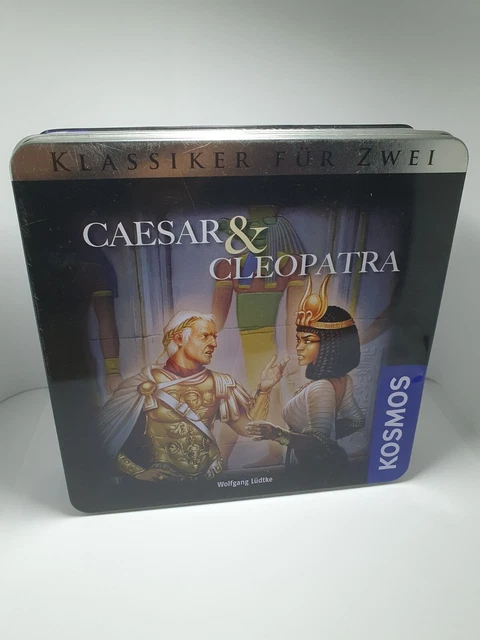 KLASSIKER FÜR ZWEI
CAESAR &
CLEOPATRA
KOSMOS
Wolfgang Lüdtke